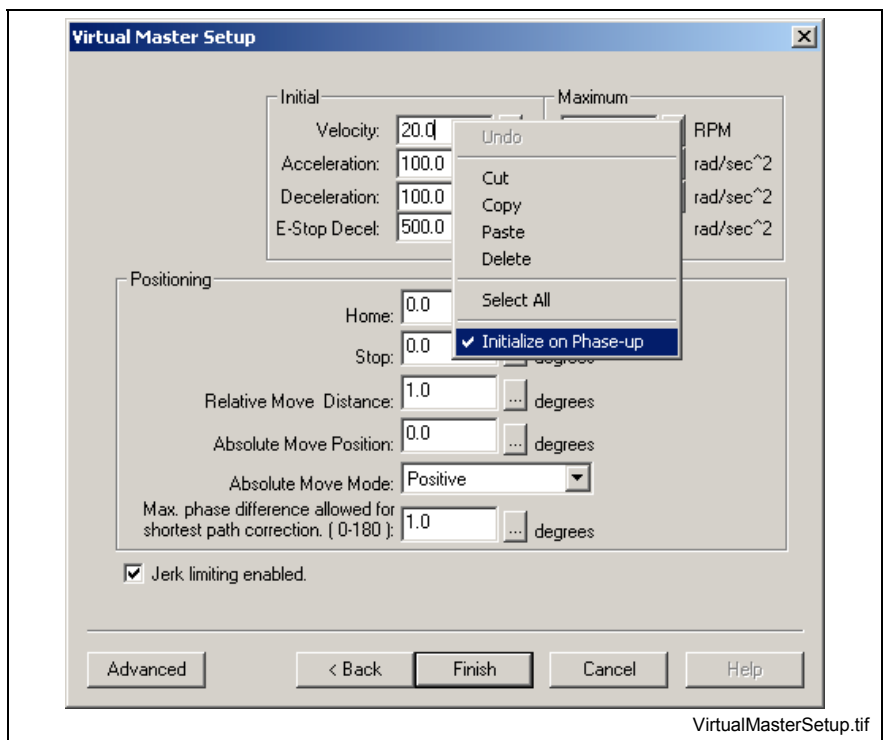 Virtual Master Setup
Initial
Maximum
Velocity: 20.0 RPM
Acceleration: 100.0 rad/sec^2
Deceleration: 100.0 rad/sec^2
E-Stop Decel: 500.0 rad/sec^2
Undo
Cut
Copy
Paste
Delete
Select All
Initialize on Phase-up
Positioning
Home: 0.0
Stop: 0.0 ... degrees
Relative Move Distance: 1.0 ... degrees
Absolute Move Position: 0.0 ... degrees
Absolute Move Mode: Positive
Max. phase difference allowed for
shortest path correction. ( 0-180 ): 1.0 ... degrees
Jerk limiting enabled.
Advanced
< Back
Finish
Cancel
Help
VirtualMasterSetup.tif